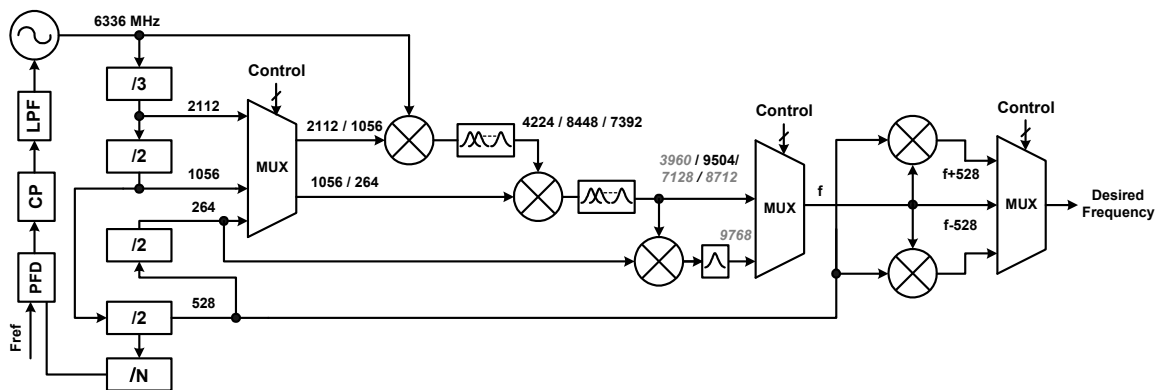 6336 MHz
/3
Control
LPF
2112
2112 / 1056
4224 / 8448 / 7392
Control
Control
/2
MUX
3960 / 9504/
7128 / 8712
f+528
1056
1056 / 264
CP
264
MUX
f
MUX
Desired
Frequency
f-528
/2
9768
PFD
528
/2
Fref
/N